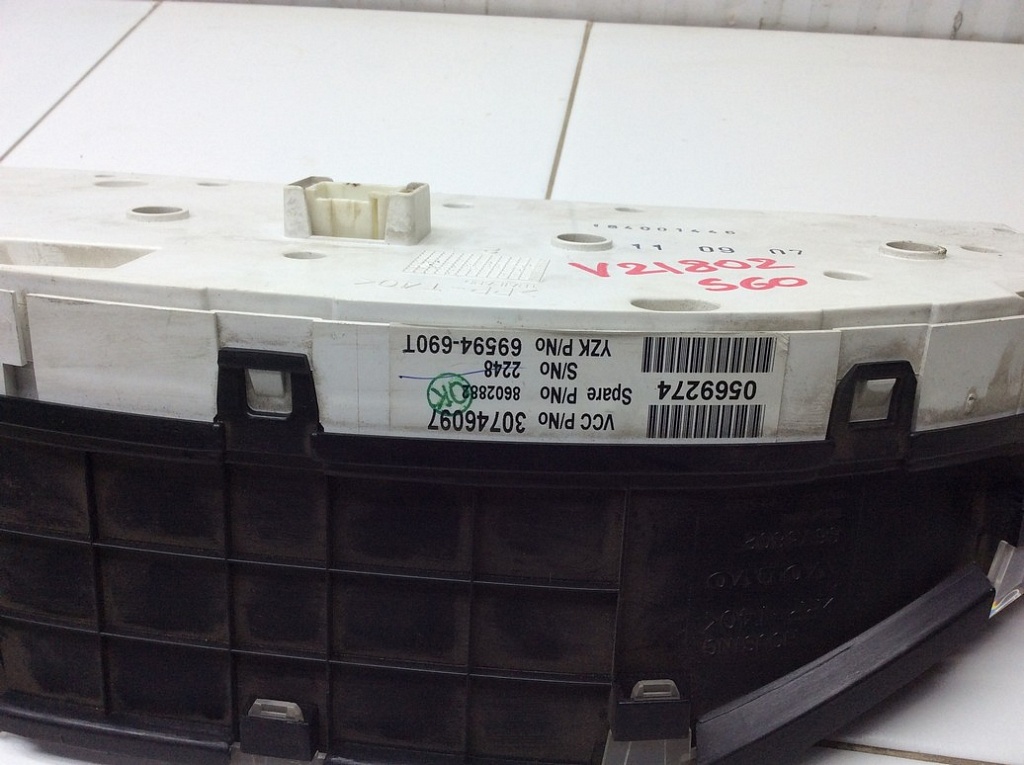 184001446
11 09 07
V21802
S60
VCC P/No 30746097
Spare P/No 8602882
S/No 2248
YZK P/No 69594-690T
0569274
OK